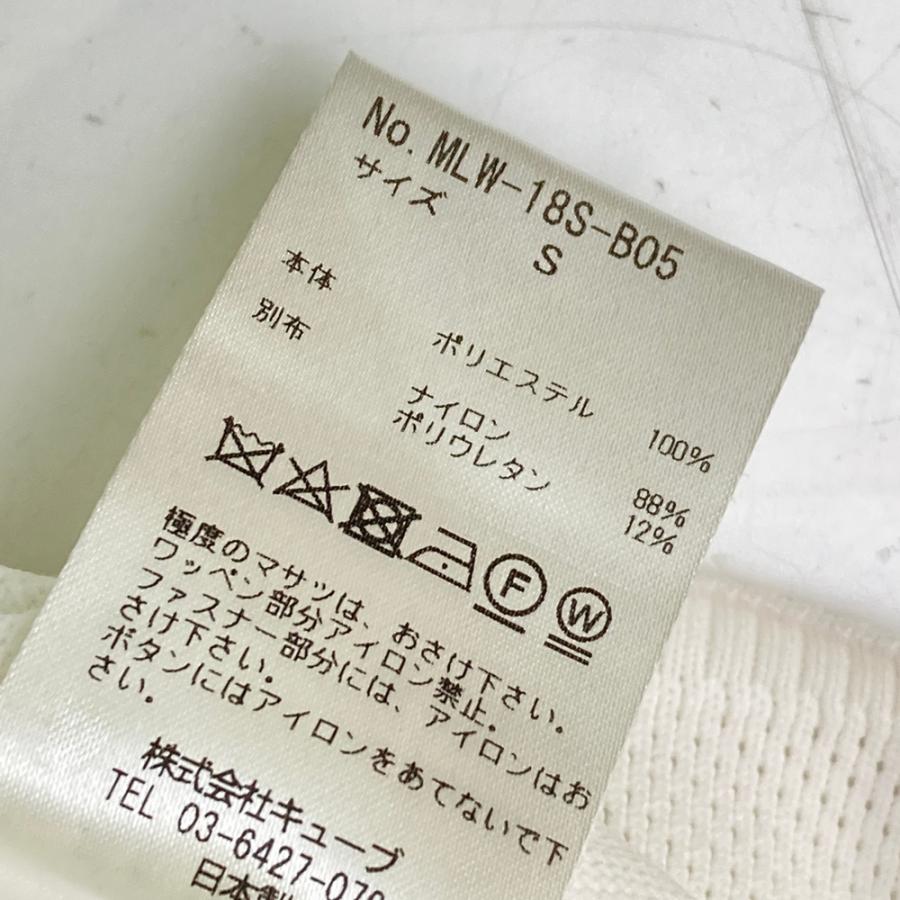 No. MLW-18S-B05
サイズ S
本体
ポリエステル 100%
別布
ナイロン 88%
ポリウレタン 12%
F W
極度のマサツは、おさけ下さい。
ワッペン部分アイロン禁止。
ファスナー部分には、アイロンはお
さけ下さい。
ボタンにはアイロンをあてないで下
さい。
株式会社キューブ
TEL 03-6427-070
日本製